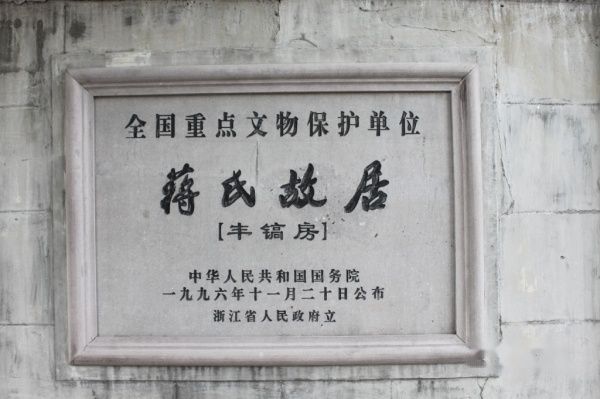 全国重点文物保护单位
蒋氏故居
[丰镐房]
中华人民共和国国务院
一九九六年十一月二十日公布
浙江省人民政府立